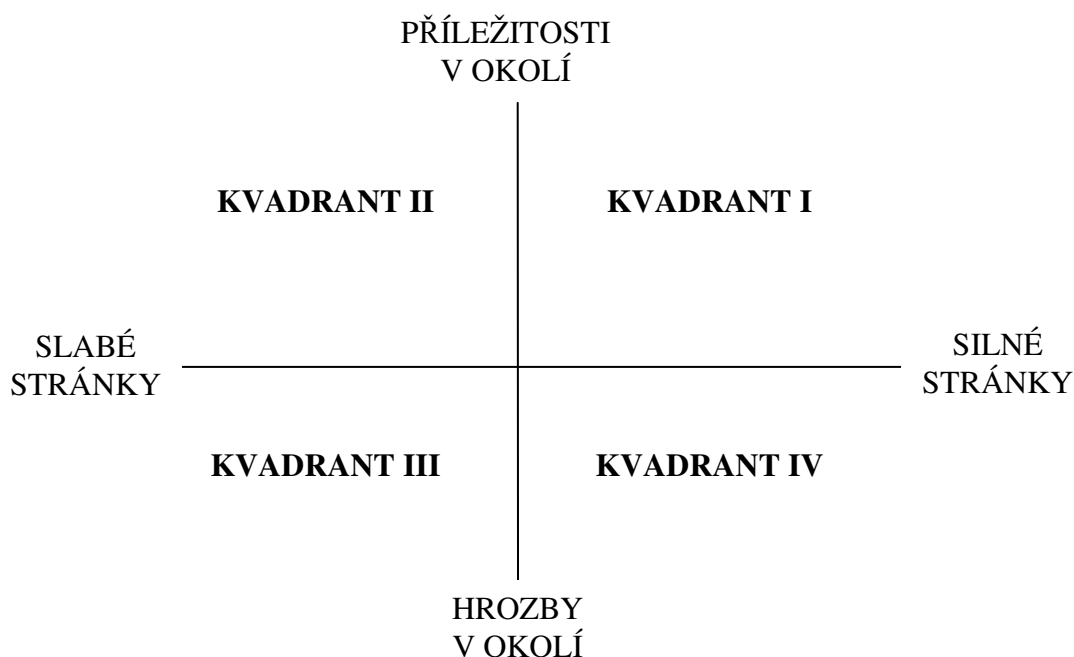 PŘÍLEŽITOSTI
V OKOLÍ
KVADRANT II
KVADRANT I
SLABÉ
STRÁNKY
SILNÉ
STRÁNKY
KVADRANT III
KVADRANT IV
HROZBY
V OKOLÍ